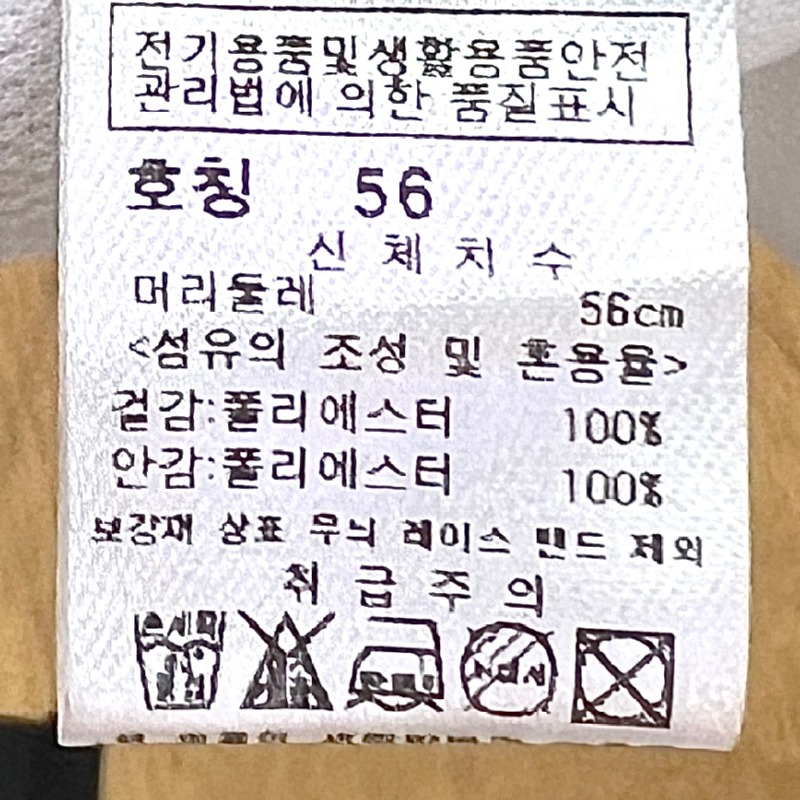 전기용품및생활용품안전
관리법에 의한 품질표시
호칭 56
신체치수
머리둘레 56cm
<섬유의 조성 및 혼용율>
겉감:폴리에스터 100%
안감:폴리에스터 100%
보강재 상표 무늬 레이스 밴드 제외
취급주의